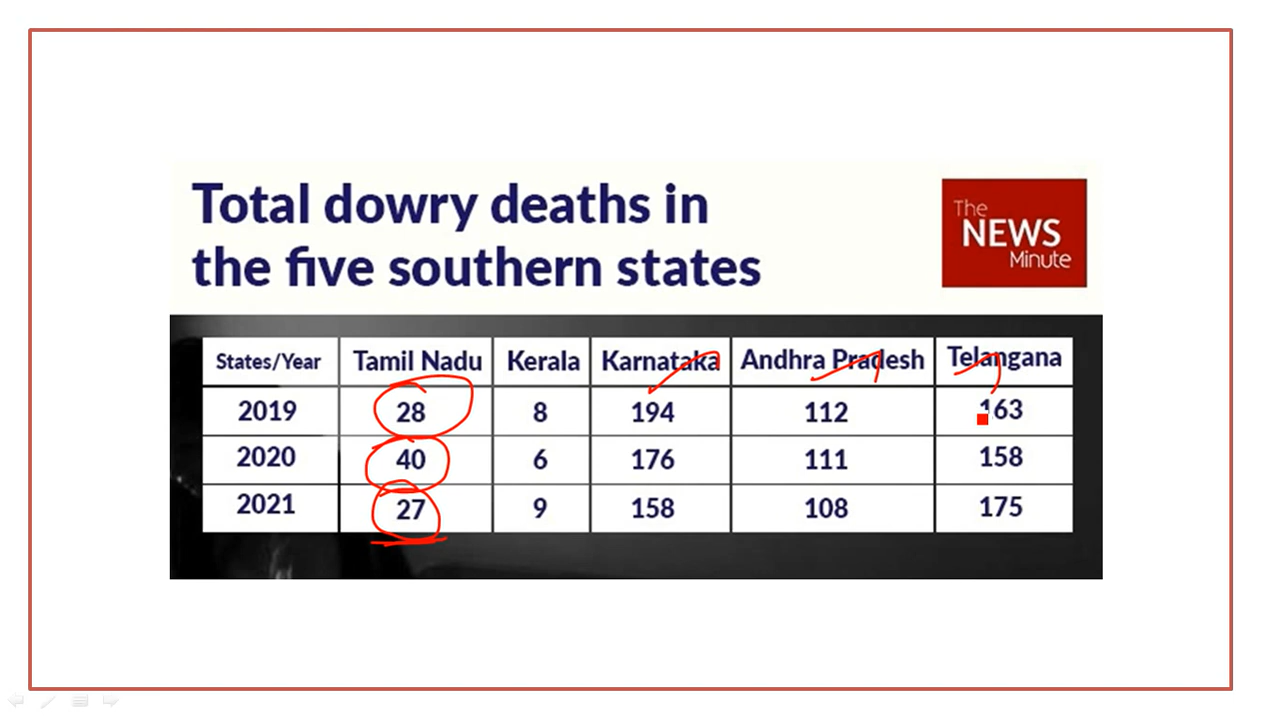 Total dowry deaths in
the five southern states
The
NEWS
Minute
States/Year Tamil Nadu Kerala Karnataka Andhra Pradesh Telangana
2019 28 8 194 112 163
2020 40 6 176 111 158
2021 27 9 158 108 175